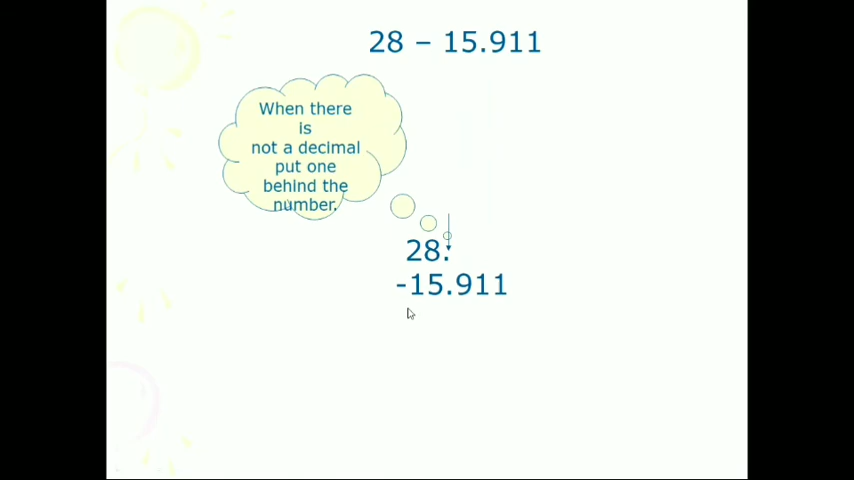 28 – 15.911
When there
is
not a decimal
put one
behind the
number.
28.
-15.911